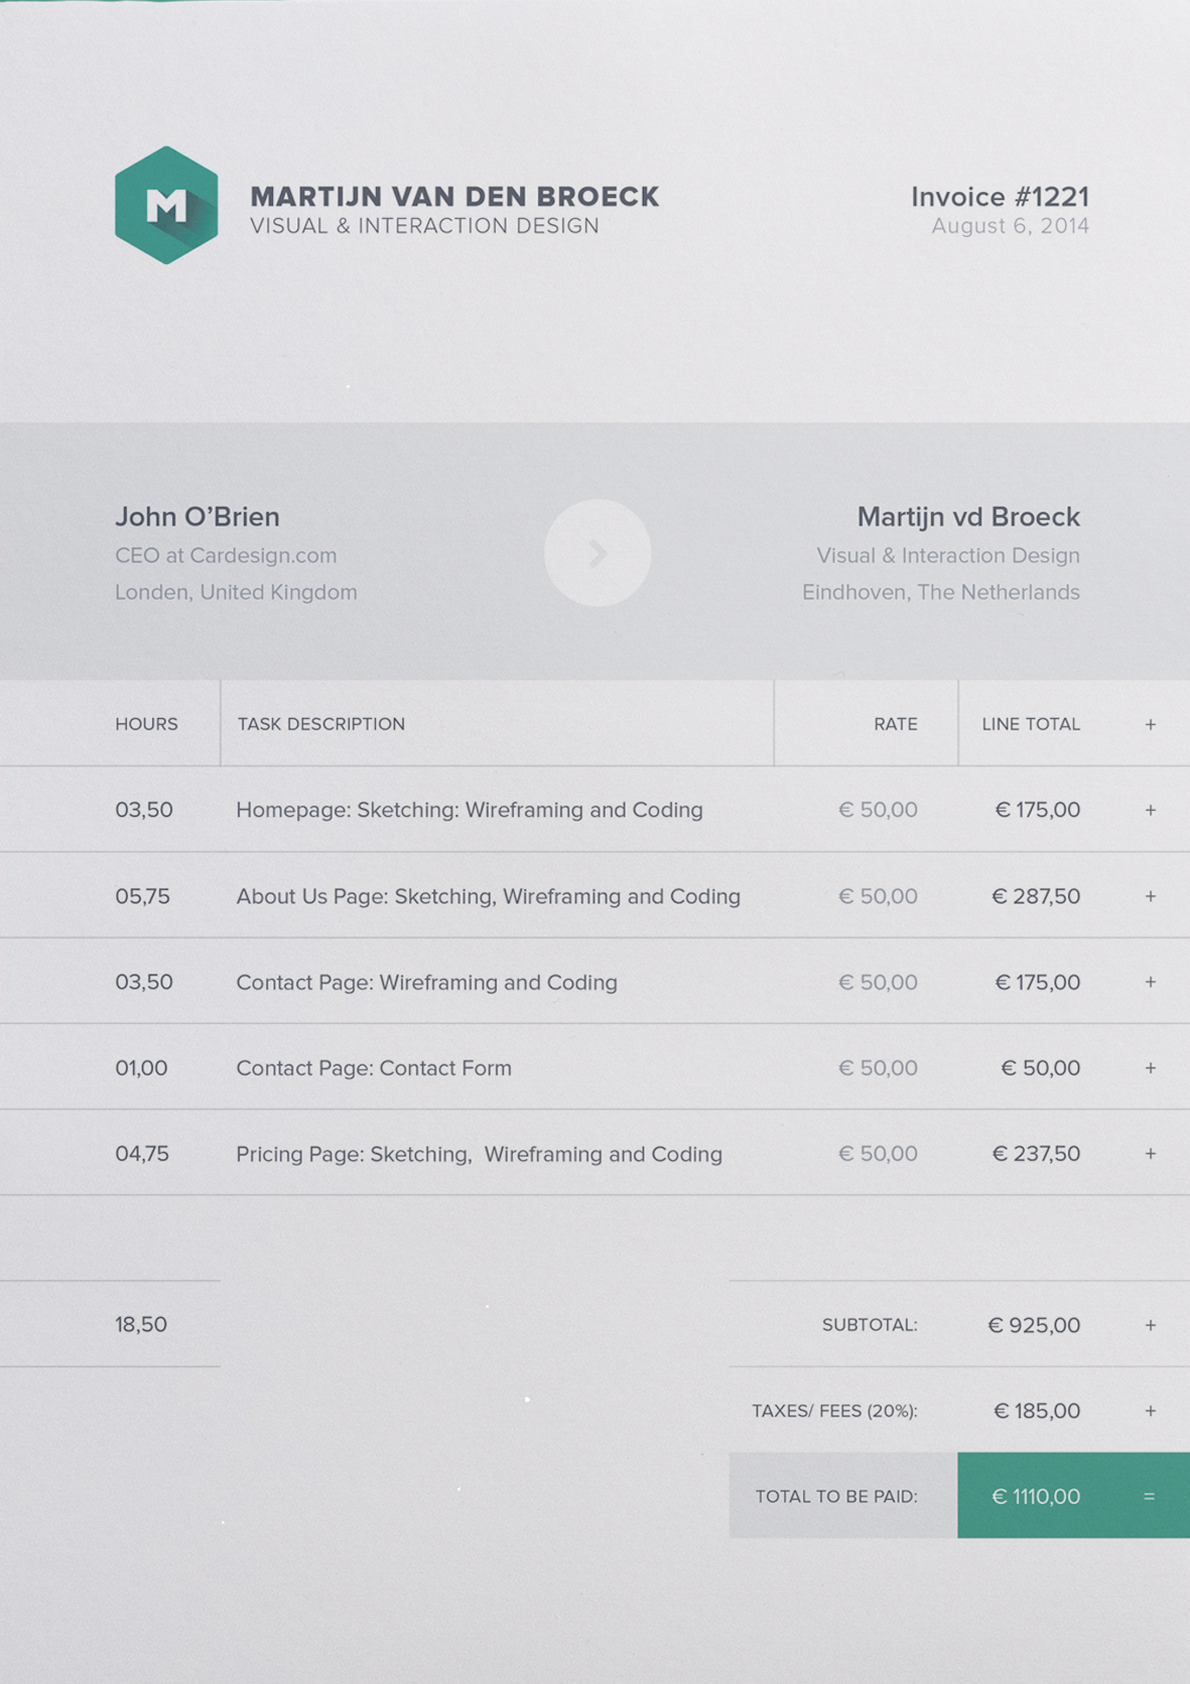 M
MARTIJN VAN DEN BROECK
VISUAL & INTERACTION DESIGN
Invoice #1221
August 6, 2014
John O’Brien
CEO at Cardesign.com
Londen, United Kingdom
Martijn vd Broeck
Visual & Interaction Design
Eindhoven, The Netherlands
HOURS TASK DESCRIPTION RATE LINE TOTAL +
03,50 Homepage: Sketching: Wireframing and Coding € 50,00 € 175,00 +
05,75 About Us Page: Sketching, Wireframing and Coding € 50,00 € 287,50 +
03,50 Contact Page: Wireframing and Coding € 50,00 € 175,00 +
01,00 Contact Page: Contact Form € 50,00 € 50,00 +
04,75 Pricing Page: Sketching,  Wireframing and Coding € 50,00 € 237,50 +
18,50 SUBTOTAL: € 925,00 +
TAXES/ FEES (20%): € 185,00 +
TOTAL TO BE PAID: € 1110,00 =